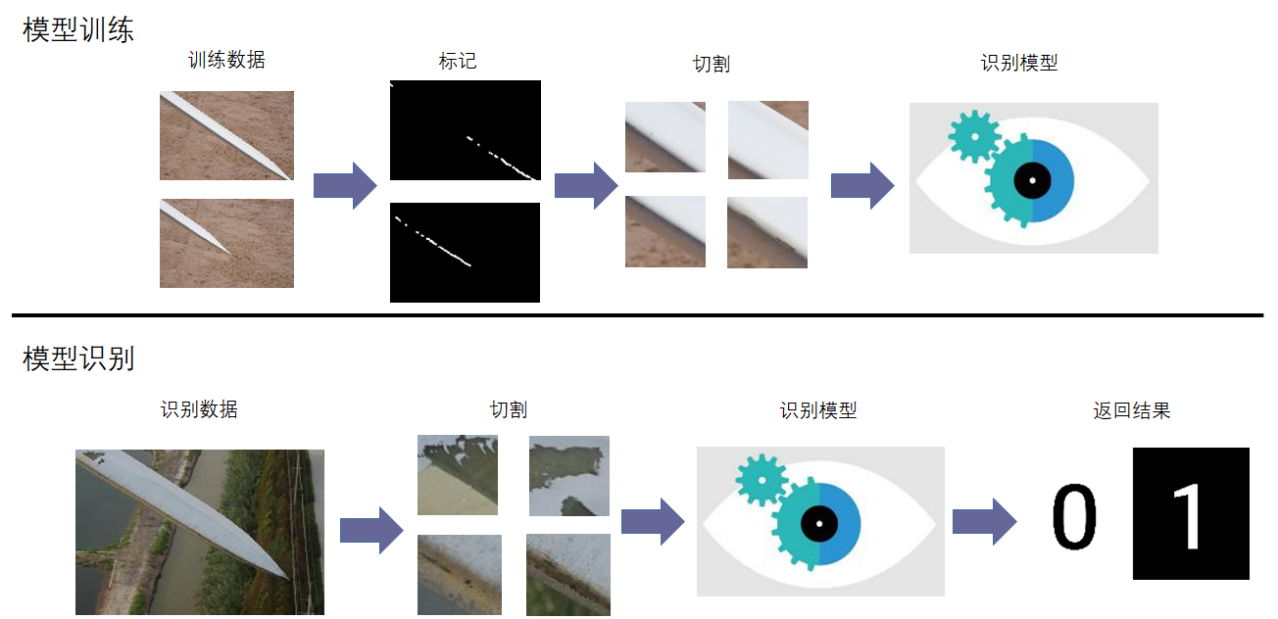 模型训练
训练数据
标记
切割
识别模型
模型识别
识别数据
切割
识别模型
返回结果
0
1